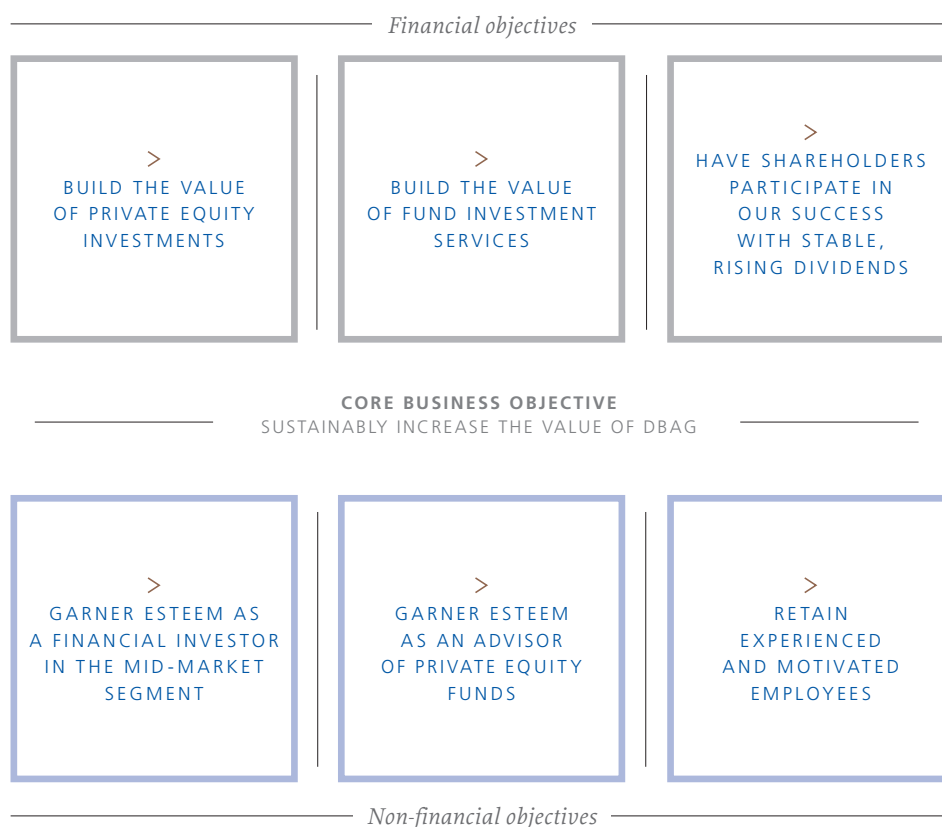 Financial objectives
>
BUILD THE VALUE
OF PRIVATE EQUITY
INVESTMENTS
>
BUILD THE VALUE
OF FUND INVESTMENT
SERVICES
>
HAVE SHAREHOLDERS
PARTICIPATE IN
OUR SUCCESS
WITH STABLE,
RISING DIVIDENDS
CORE BUSINESS OBJECTIVE
SUSTAINABLY INCREASE THE VALUE OF DBAG
>
GARNER ESTEEM AS
A FINANCIAL INVESTOR
IN THE MID-MARKET
SEGMENT
>
GARNER ESTEEM
AS AN ADVISOR
OF PRIVATE EQUITY
FUNDS
>
RETAIN
EXPERIENCED
AND MOTIVATED
EMPLOYEES
Non-financial objectives